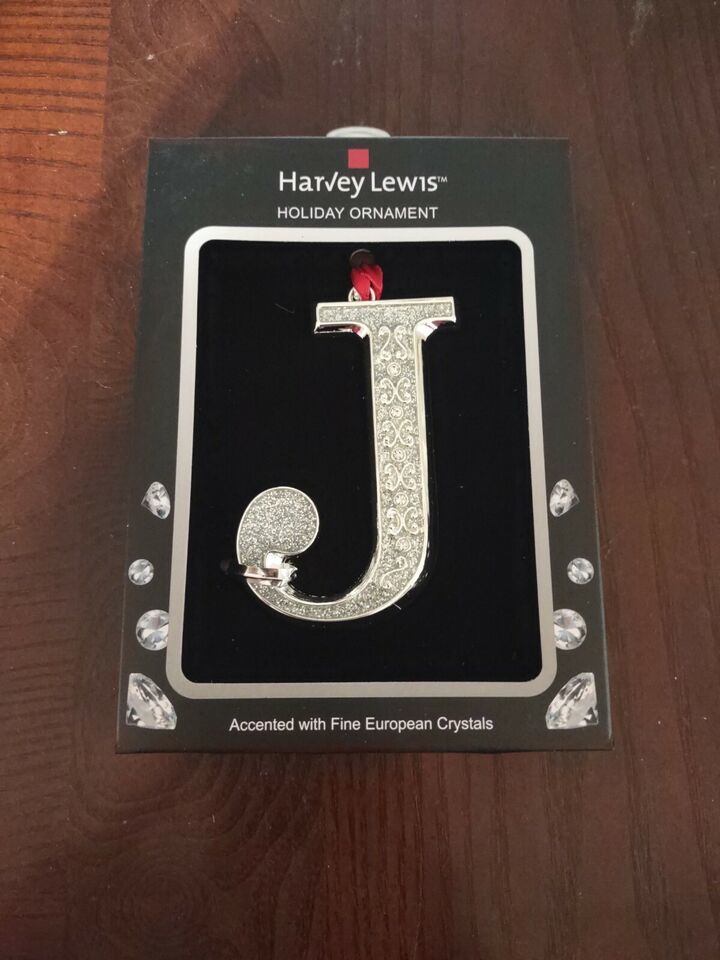 Harvey Lewis™
HOLIDAY ORNAMENT
J
Accented with Fine European Crystals